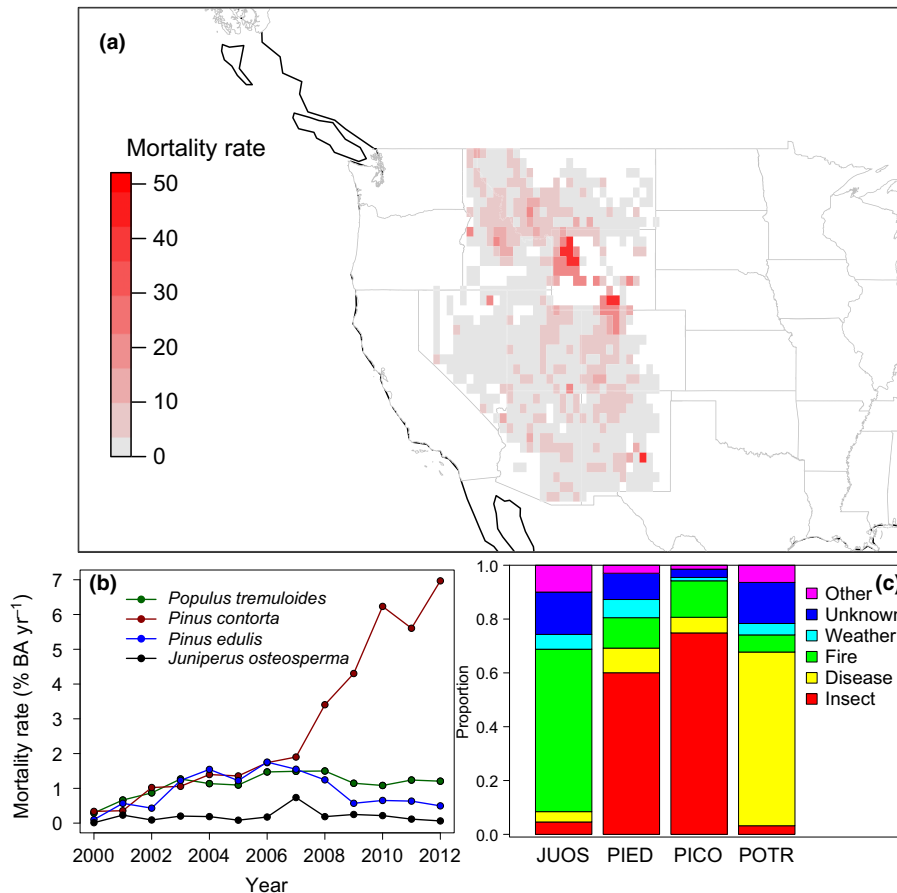 (a)
Mortality rate
50
40
30
20
10
0
(b)
Mortality rate (% BA yr⁻¹)
7
6
5
4
3
2
1
0
Populus tremuloides
Pinus contorta
Pinus edulis
Juniperus osteosperma
2000 2002 2004 2006 2008 2010 2012
Year
(c)
Proportion
1.0
0.8
0.6
0.4
0.2
0.0
Other
Unknown
Weather
Fire
Disease
Insect
JUOS PIED PICO POTR